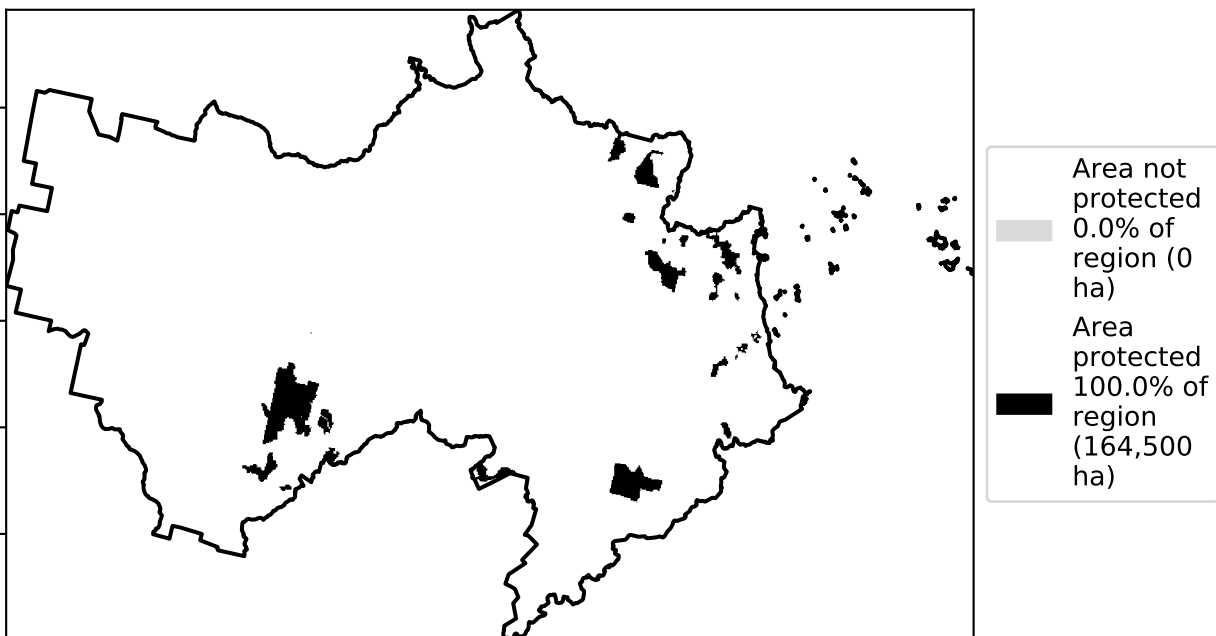 Area not
protected
0.0% of
region (0
ha)
Area
protected
100.0% of
region
(164,500
ha)